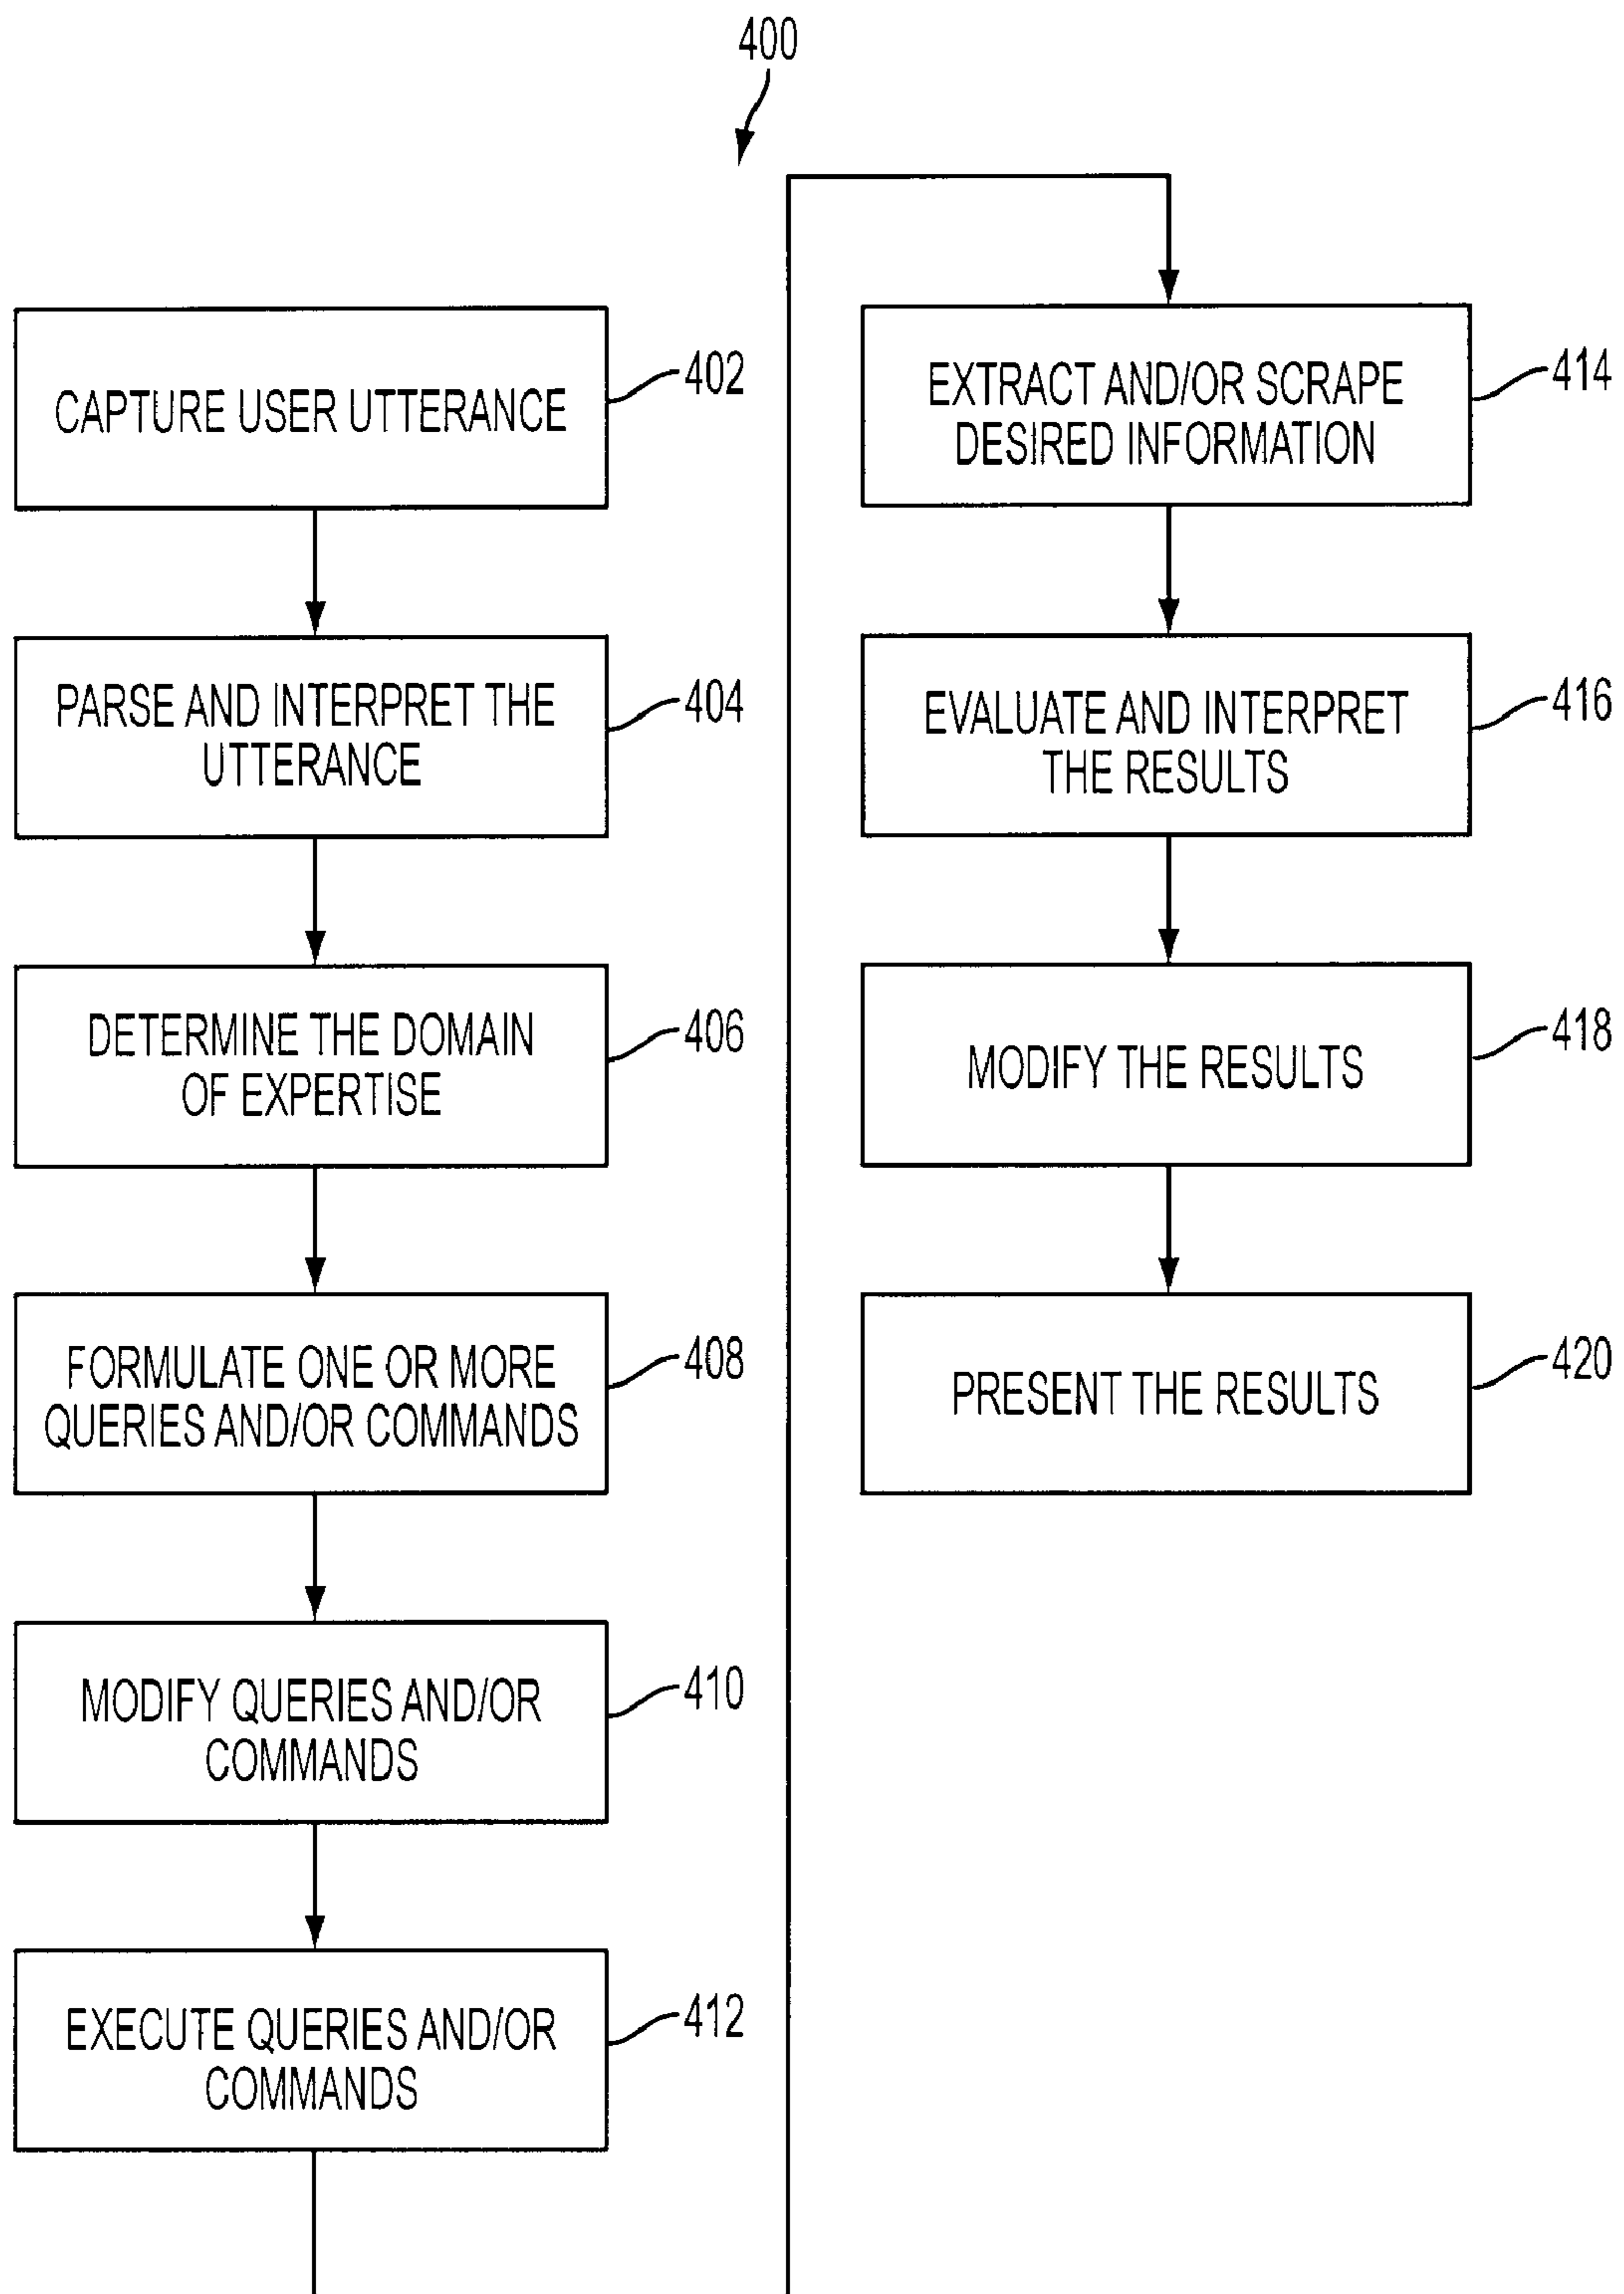 400
CAPTURE USER UTTERANCE
402
PARSE AND INTERPRET THE
UTTERANCE
404
DETERMINE THE DOMAIN
OF EXPERTISE
406
FORMULATE ONE OR MORE
QUERIES AND/OR COMMANDS
408
MODIFY QUERIES AND/OR
COMMANDS
410
EXECUTE QUERIES AND/OR
COMMANDS
412
EXTRACT AND/OR SCRAPE
DESIRED INFORMATION
414
EVALUATE AND INTERPRET
THE RESULTS
416
MODIFY THE RESULTS
418
PRESENT THE RESULTS
420